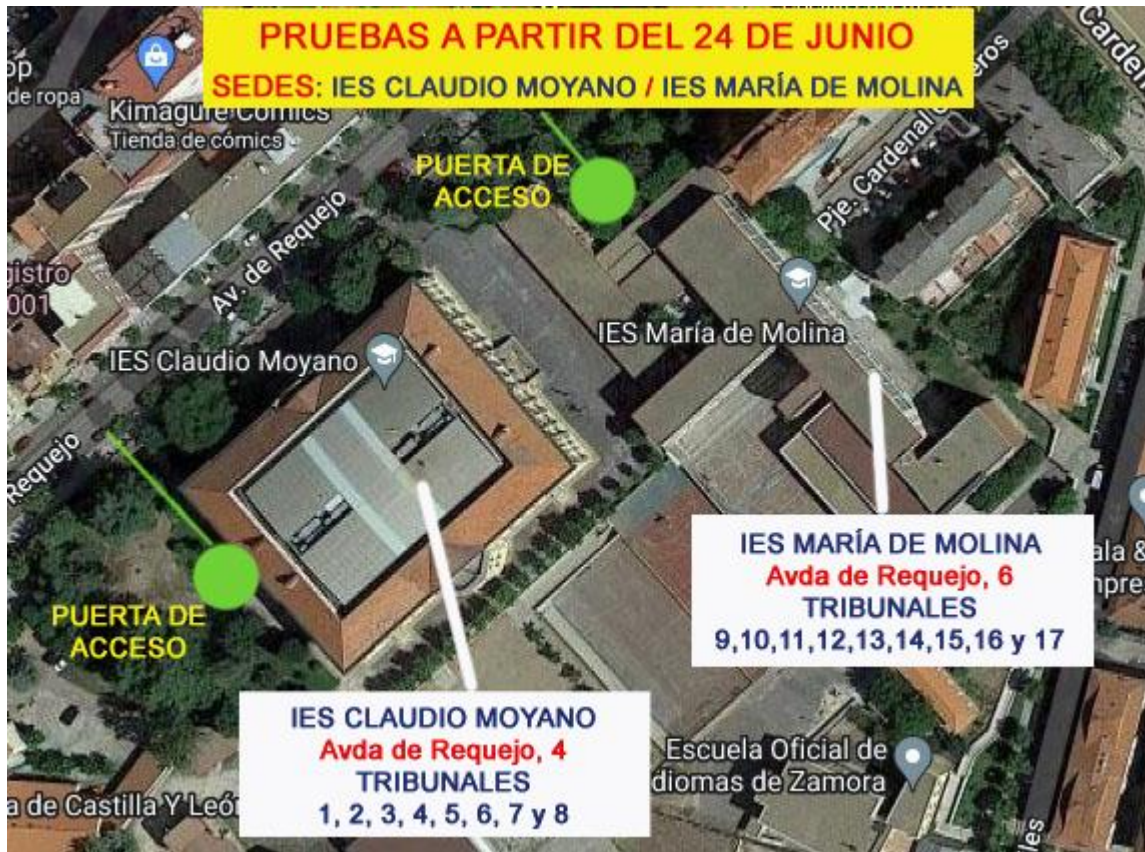 PRUEBAS A PARTIR DEL 24 DE JUNIO
SEDES: IES CLAUDIO MOYANO / IES MARÍA DE MOLINA
de ropa
Kimagure Comics
Tienda de cómics
PUERTA DE
ACCESO
Pje. Cardenal
Cardenal
Av. de Requejo
001
IES María de Molina
IES Claudio Moyano
Requejo
PUERTA DE
ACCESO
IES MARÍA DE MOLINA
Avda de Requejo, 6
TRIBUNALES
9,10,11,12,13,14,15,16 y 17
IES CLAUDIO MOYANO
Avda de Requejo, 4
TRIBUNALES
1, 2, 3, 4, 5, 6, 7 y 8
Escuela Oficial de
Idiomas de Zamora
a de Castilla Y León